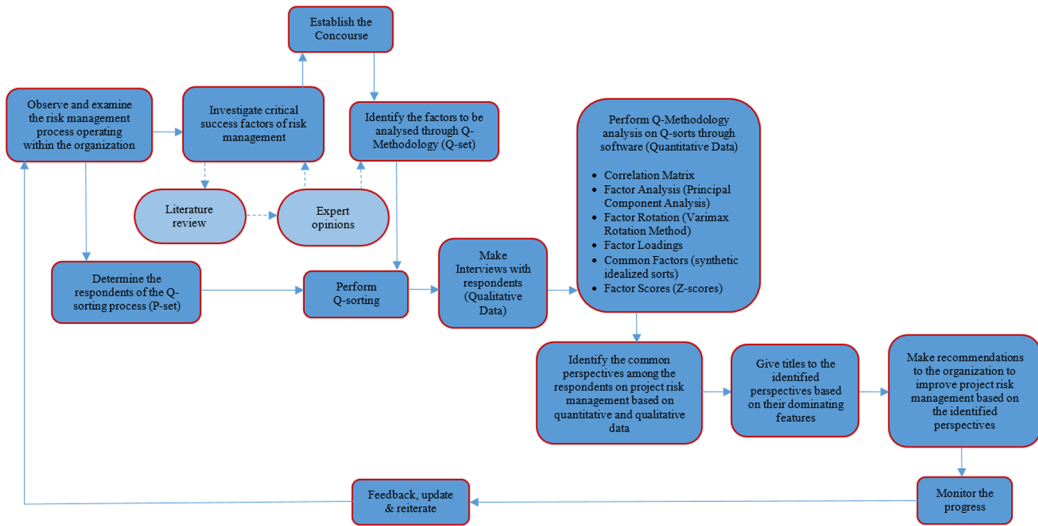 Establish the
Concourse
Observe and examine
the risk management
process operating
within the organization
Investigate critical
success factors of risk
management
Identify the factors to be
analysed through Q-
Methodology (Q-set)
Perform Q-Methodology
analysis on Q-sorts through
software (Quantitative Data)
• Correlation Matrix
• Factor Analysis (Principal
Component Analysis)
• Factor Rotation (Varimax
Rotation Method)
• Factor Loadings
• Common Factors (synthetic
idealized sorts)
• Factor Scores (Z-scores)
Literature
review
Expert
opinions
Determine the
respondents of the Q-
sorting process (P-set)
Perform
Q-sorting
Make
Interviews with
respondents
(Qualitative
Data)
Identify the common
perspectives among the
respondents on project risk
management based on
quantitative and qualitative
data
Give titles to the
identified perspectives
based on their dominating
features
Make recommendations
to the organization to
improve project risk
management based on
the identified perspectives
Feedback, update
& reiterate
Monitor the
progress